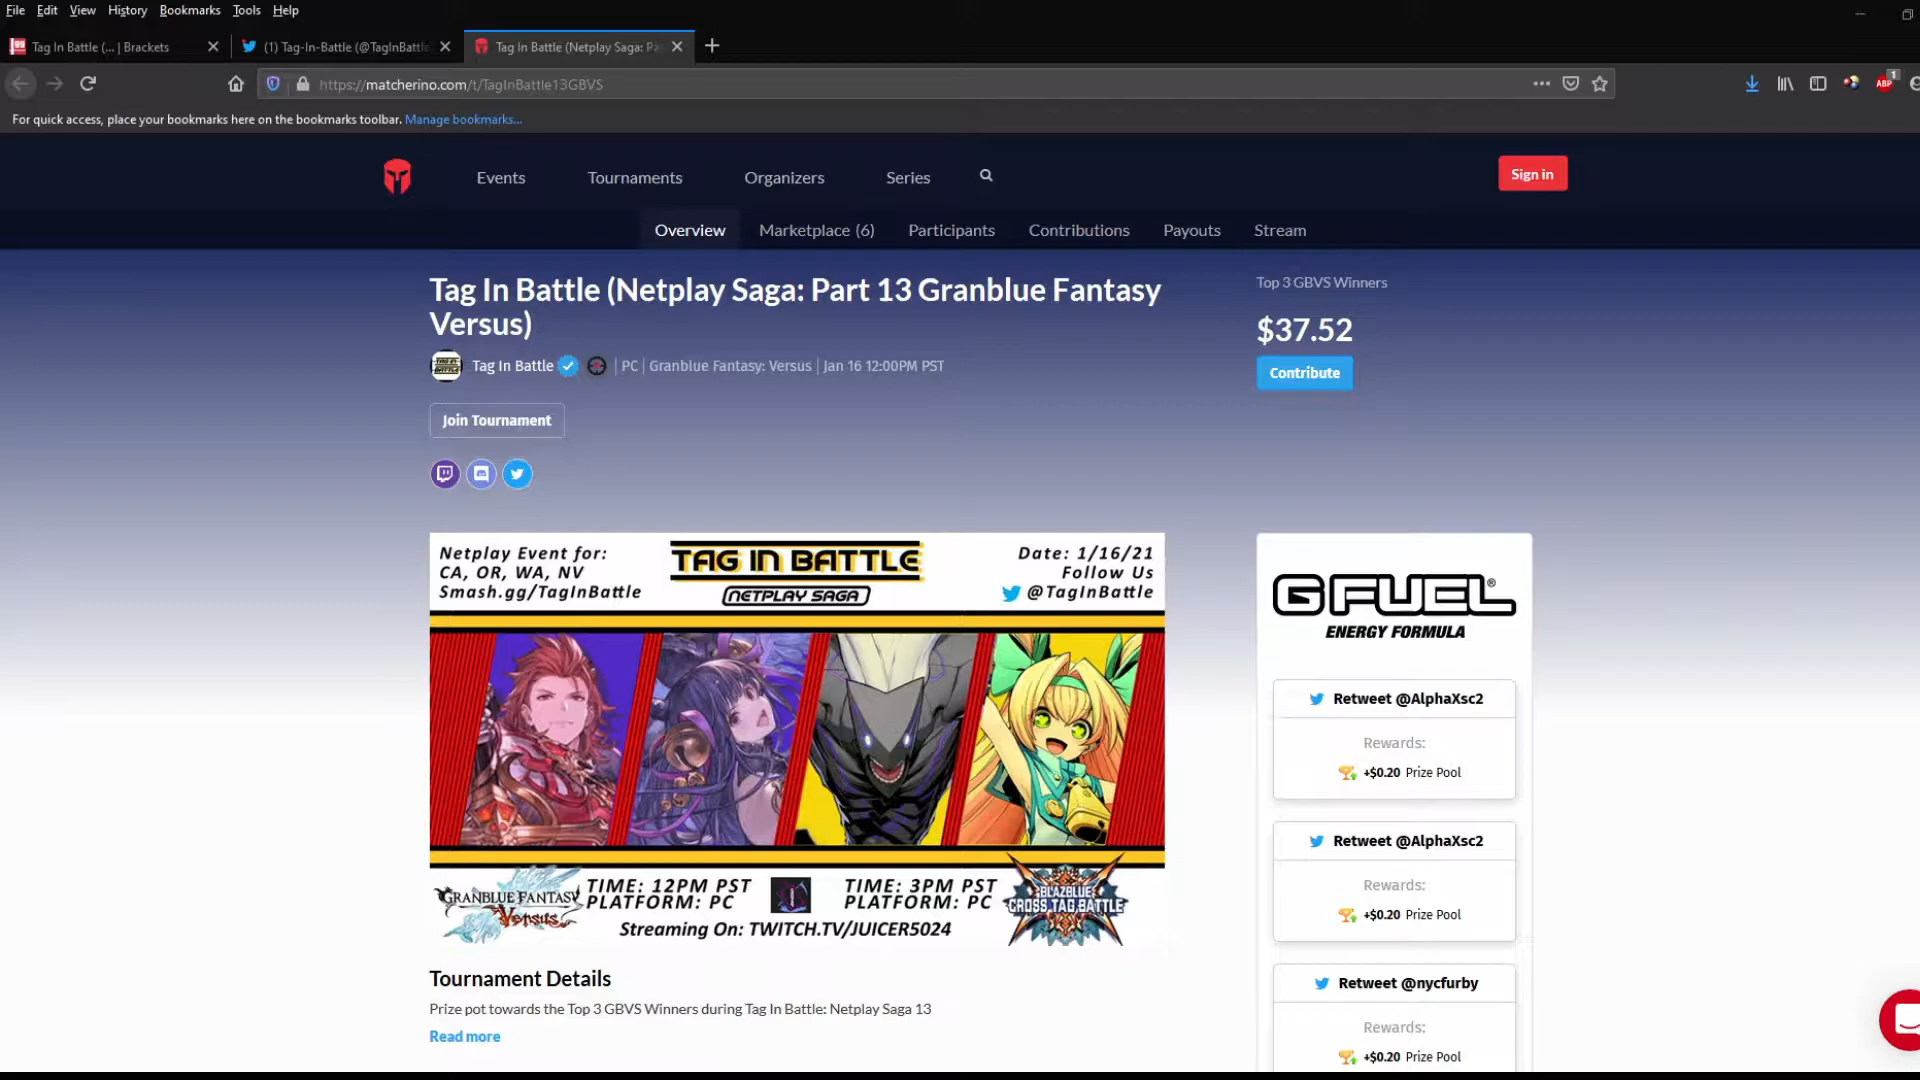 File Edit View History Bookmarks Tools Help
Tag In Battle (... | Brackets
(1) Tag-In-Battle (@TagInBattle
Tag In Battle (Netplay Saga: Pa
https://matcherino.com/t/TagInBattle13GBVS
ABP 1
For quick access, place your bookmarks here on the bookmarks toolbar. Manage bookmarks...
Events Tournaments Organizers Series
Sign in
Overview Marketplace (6) Participants Contributions Payouts Stream
Tag In Battle (Netplay Saga: Part 13 Granblue Fantasy
Versus)
Tag In Battle | PC | Granblue Fantasy: Versus | Jan 16 12:00PM PST
Join Tournament
Top 3 GBVS Winners
$37.52
Contribute
Netplay Event for:
CA, OR, WA, NV
Smash.gg/TagInBattle
TAG IN BATTLE
NETPLAY SAGA
Date: 1/16/21
Follow Us
@TagInBattle
GRANBLUE FANTASY
Versus
TIME: 12PM PST
PLATFORM: PC
TIME: 3PM PST
PLATFORM: PC
BLAZBLUE
CROSS TAG BATTLE
Streaming On: TWITCH.TV/JUICER5024
Tournament Details
Prize pot towards the Top 3 GBVS Winners during Tag In Battle: Netplay Saga 13
Read more
G FUEL®
ENERGY FORMULA
Retweet @AlphaXsc2
Rewards:
+$0.20 Prize Pool
Retweet @AlphaXsc2
Rewards:
+$0.20 Prize Pool
Retweet @nycfurby
Rewards:
+$0.20 Prize Pool